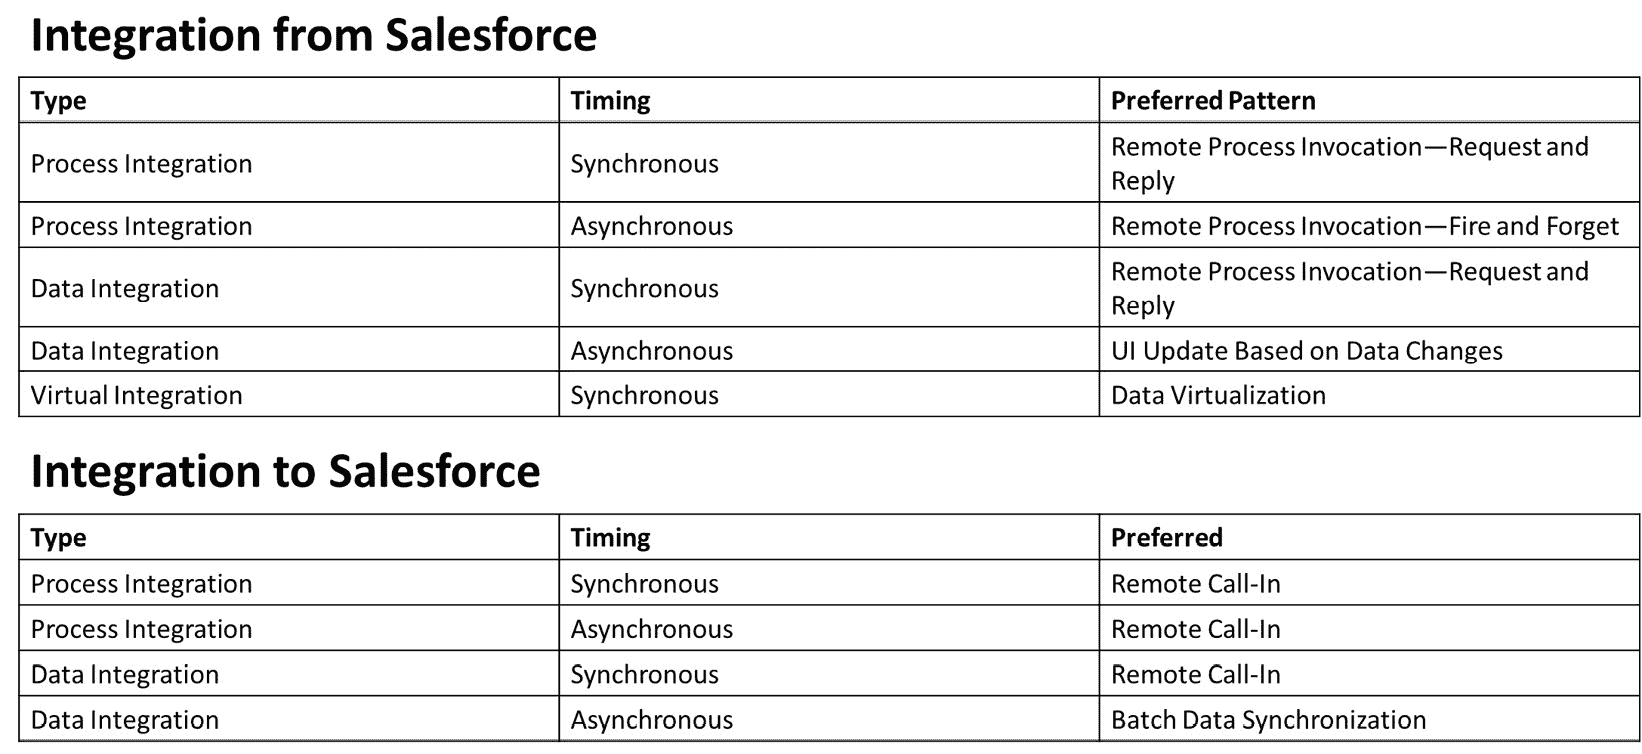 Integration from Salesforce
Type Timing Preferred Pattern
Process Integration Synchronous Remote Process Invocation—Request and
Reply
Process Integration Asynchronous Remote Process Invocation—Fire and Forget
Data Integration Synchronous Remote Process Invocation—Request and
Reply
Data Integration Asynchronous UI Update Based on Data Changes
Virtual Integration Synchronous Data Virtualization
Integration to Salesforce
Type Timing Preferred
Process Integration Synchronous Remote Call-In
Process Integration Asynchronous Remote Call-In
Data Integration Synchronous Remote Call-In
Data Integration Asynchronous Batch Data Synchronization